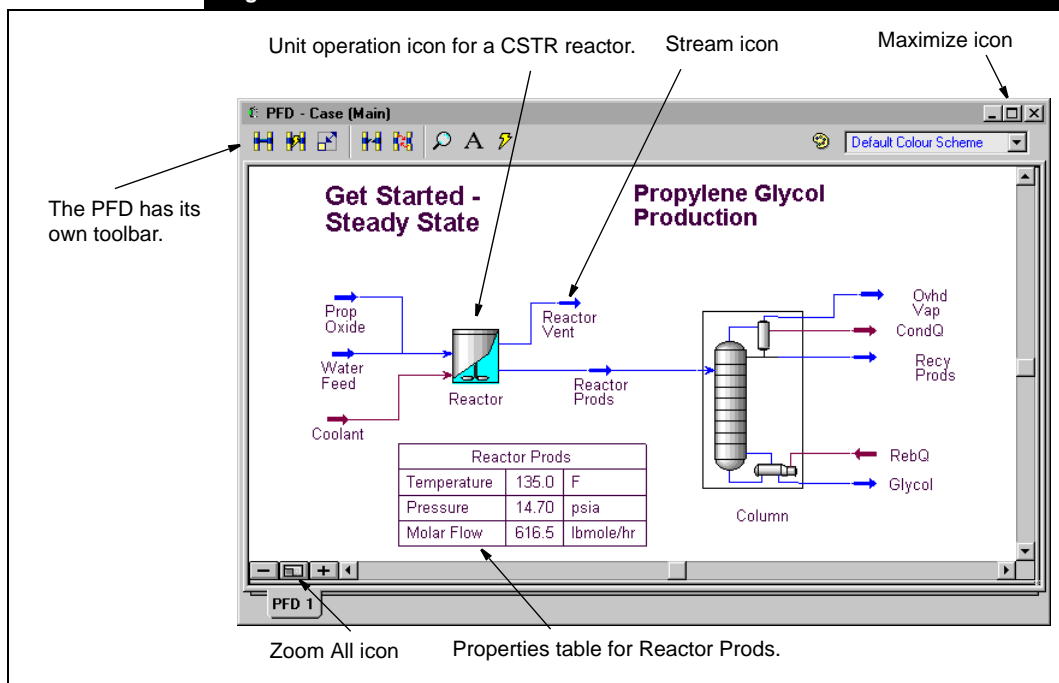 Unit operation icon for a CSTR reactor.
Stream icon
Maximize icon
PFD - Case (Main)
A
Default Colour Scheme
The PFD has its
own toolbar.
Get Started -
Steady State
Propylene Glycol
Production
Prop
Oxide
Water
Feed
Coolant
Reactor
Reactor
Vent
Reactor
Prods
Ovhd
Vap
CondQ
Recy
Prods
RebQ
Glycol
Column
Reactor Prods
Temperature 135.0 F
Pressure 14.70 psia
Molar Flow 616.5 lbmole/hr
PFD 1
Zoom All icon
Properties table for Reactor Prods.